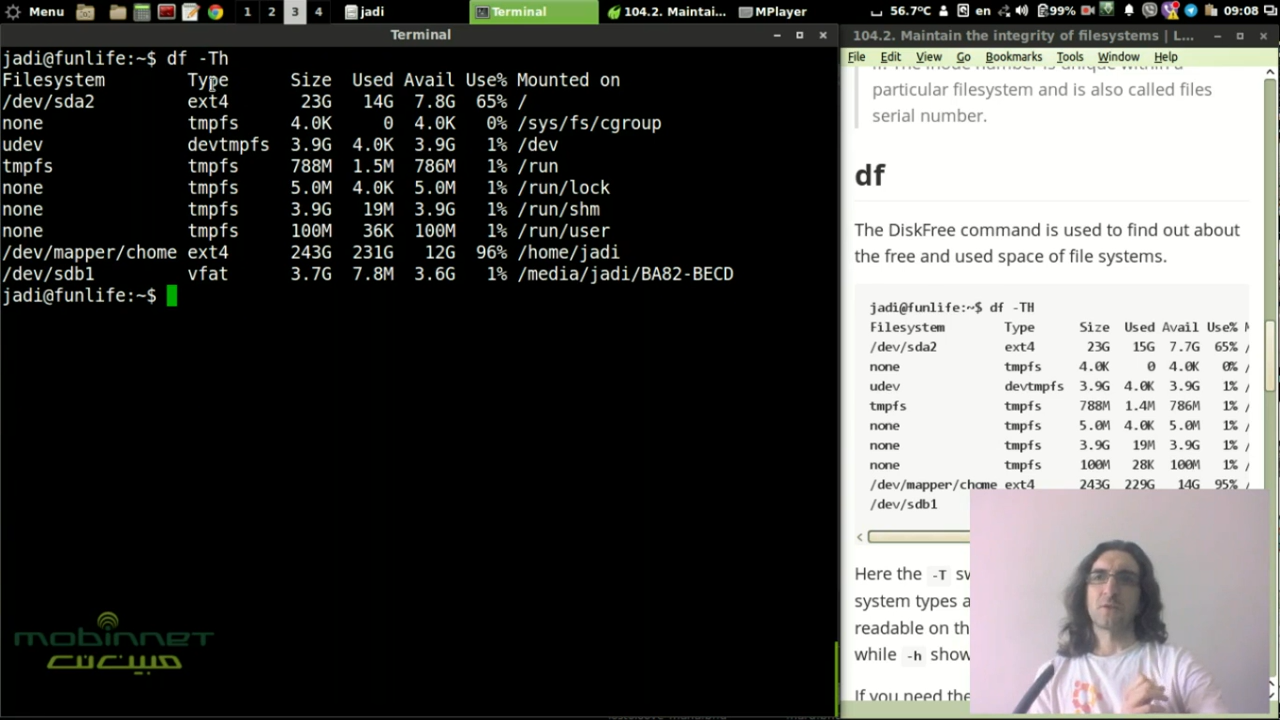 Menu 1 2 3 4 jadi Terminal 104.2. Maintai... MPlayer 56.7℃ en 99% 09:08
Terminal
jadi@funlife:~$ df -Th
Filesystem Type Size Used Avail Use% Mounted on
/dev/sda2 ext4 23G 14G 7.8G 65% /
none tmpfs 4.0K 0 4.0K 0% /sys/fs/cgroup
udev devtmpfs 3.9G 4.0K 3.9G 1% /dev
tmpfs tmpfs 788M 1.5M 786M 1% /run
none tmpfs 5.0M 4.0K 5.0M 1% /run/lock
none tmpfs 3.9G 19M 3.9G 1% /run/shm
none tmpfs 100M 36K 100M 1% /run/user
/dev/mapper/chome ext4 243G 231G 12G 96% /home/jadi
/dev/sdb1 vfat 3.7G 7.8M 3.6G 1% /media/jadi/BA82-BECD
jadi@funlife:~$
mobinnet
مبین نت
104.2. Maintain the integrity of filesystems | L...
File Edit View Go Bookmarks Tools Window Help
particular filesystem and is also called files
serial number.
df
The DiskFree command is used to find out about
the free and used space of file systems.
jadi@funlife:~$ df -TH
Filesystem Type Size Used Avail Use% M
/dev/sda2 ext4 23G 15G 7.7G 65% /
none tmpfs 4.0K 0 4.0K 0% /
udev devtmpfs 3.9G 4.0K 3.9G 1% /
tmpfs tmpfs 788M 1.4M 786M 1% /
none tmpfs 5.0M 4.0K 5.0M 1% /
none tmpfs 3.9G 19M 3.9G 1% /
none tmpfs 100M 28K 100M 1% /
/dev/mapper/chome ext4 243G 229G 14G 95% /
/dev/sdb1
Here the -T sw
system types a
readable on th
while -h show
If you need the